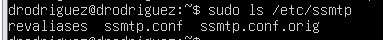 drodriguez@drodriguez:~$ sudo ls /etc/ssmtp
revaliases  ssmtp.conf  ssmtp.conf.orig